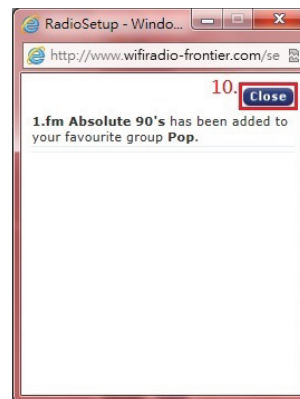 RadioSetup - Windo...
http://www.wifiradio-frontier.com/se
10. Close
1.fm Absolute 90's has been added to
your favourite group Pop.